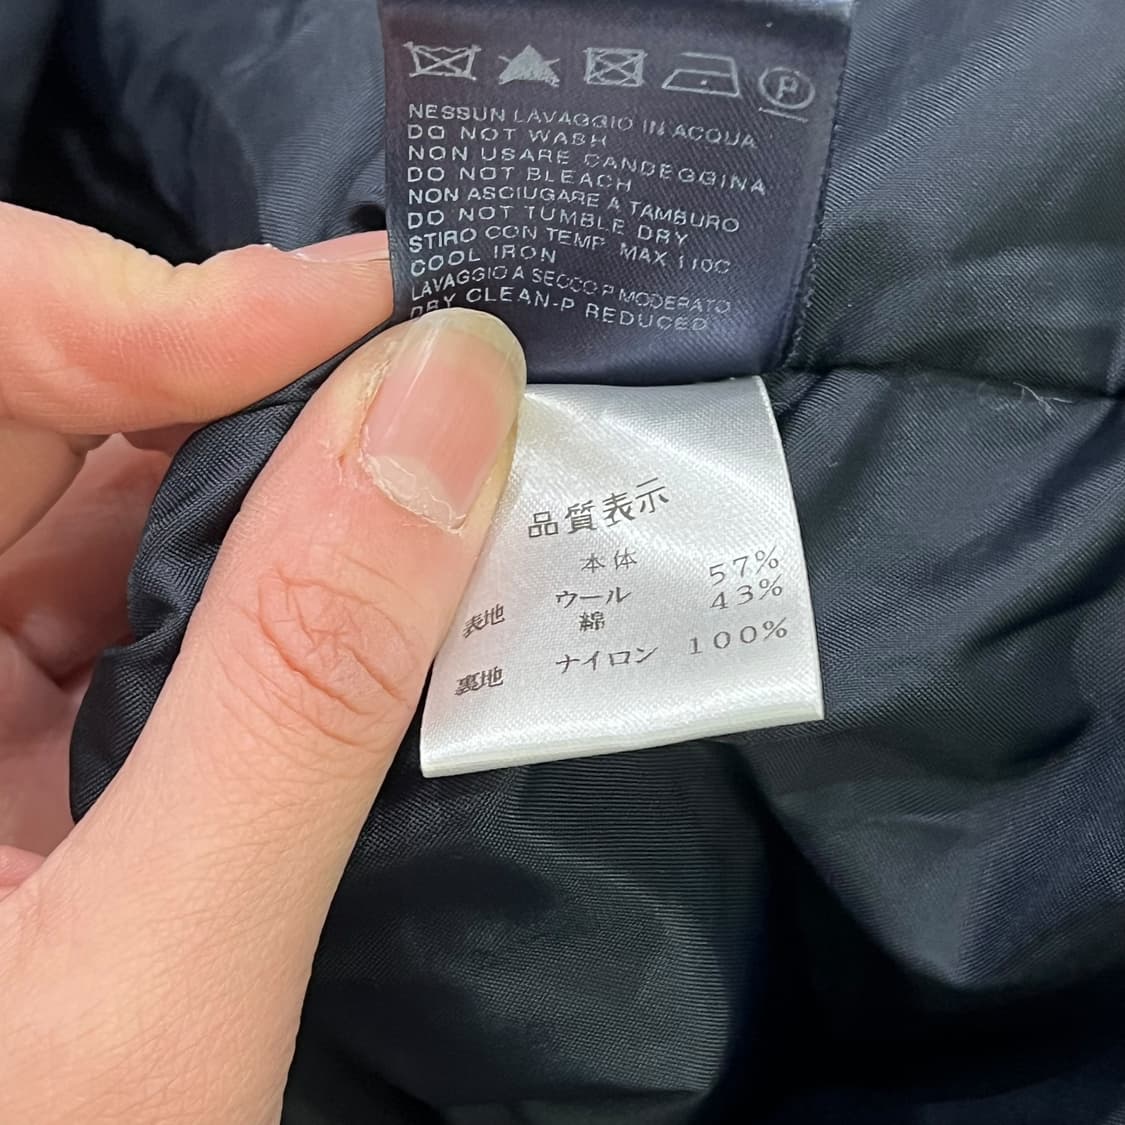 P
NESSUN LAVAGGIO IN ACQUA
DO NOT WASH
NON USARE CANDEGGINA
DO NOT BLEACH
NON ASCIUGARE A TAMBURO
DO NOT TUMBLE DRY
STIRO CON TEMP MAX 110C
COOL IRON
LAVAGGIO A SECCO P MODERATO
DRY CLEAN-P REDUCED
品質表示
本体
表地 ウール 57%
綿 43%
裏地 ナイロン 100%